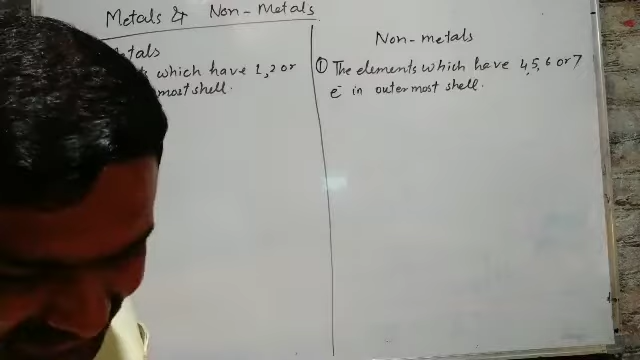 Metals & Non-Metals
tals
which have 1,2 or
most shell.
Non-metals
① The elements which have 4,5,6 or 7
e⁻ in outermost shell.